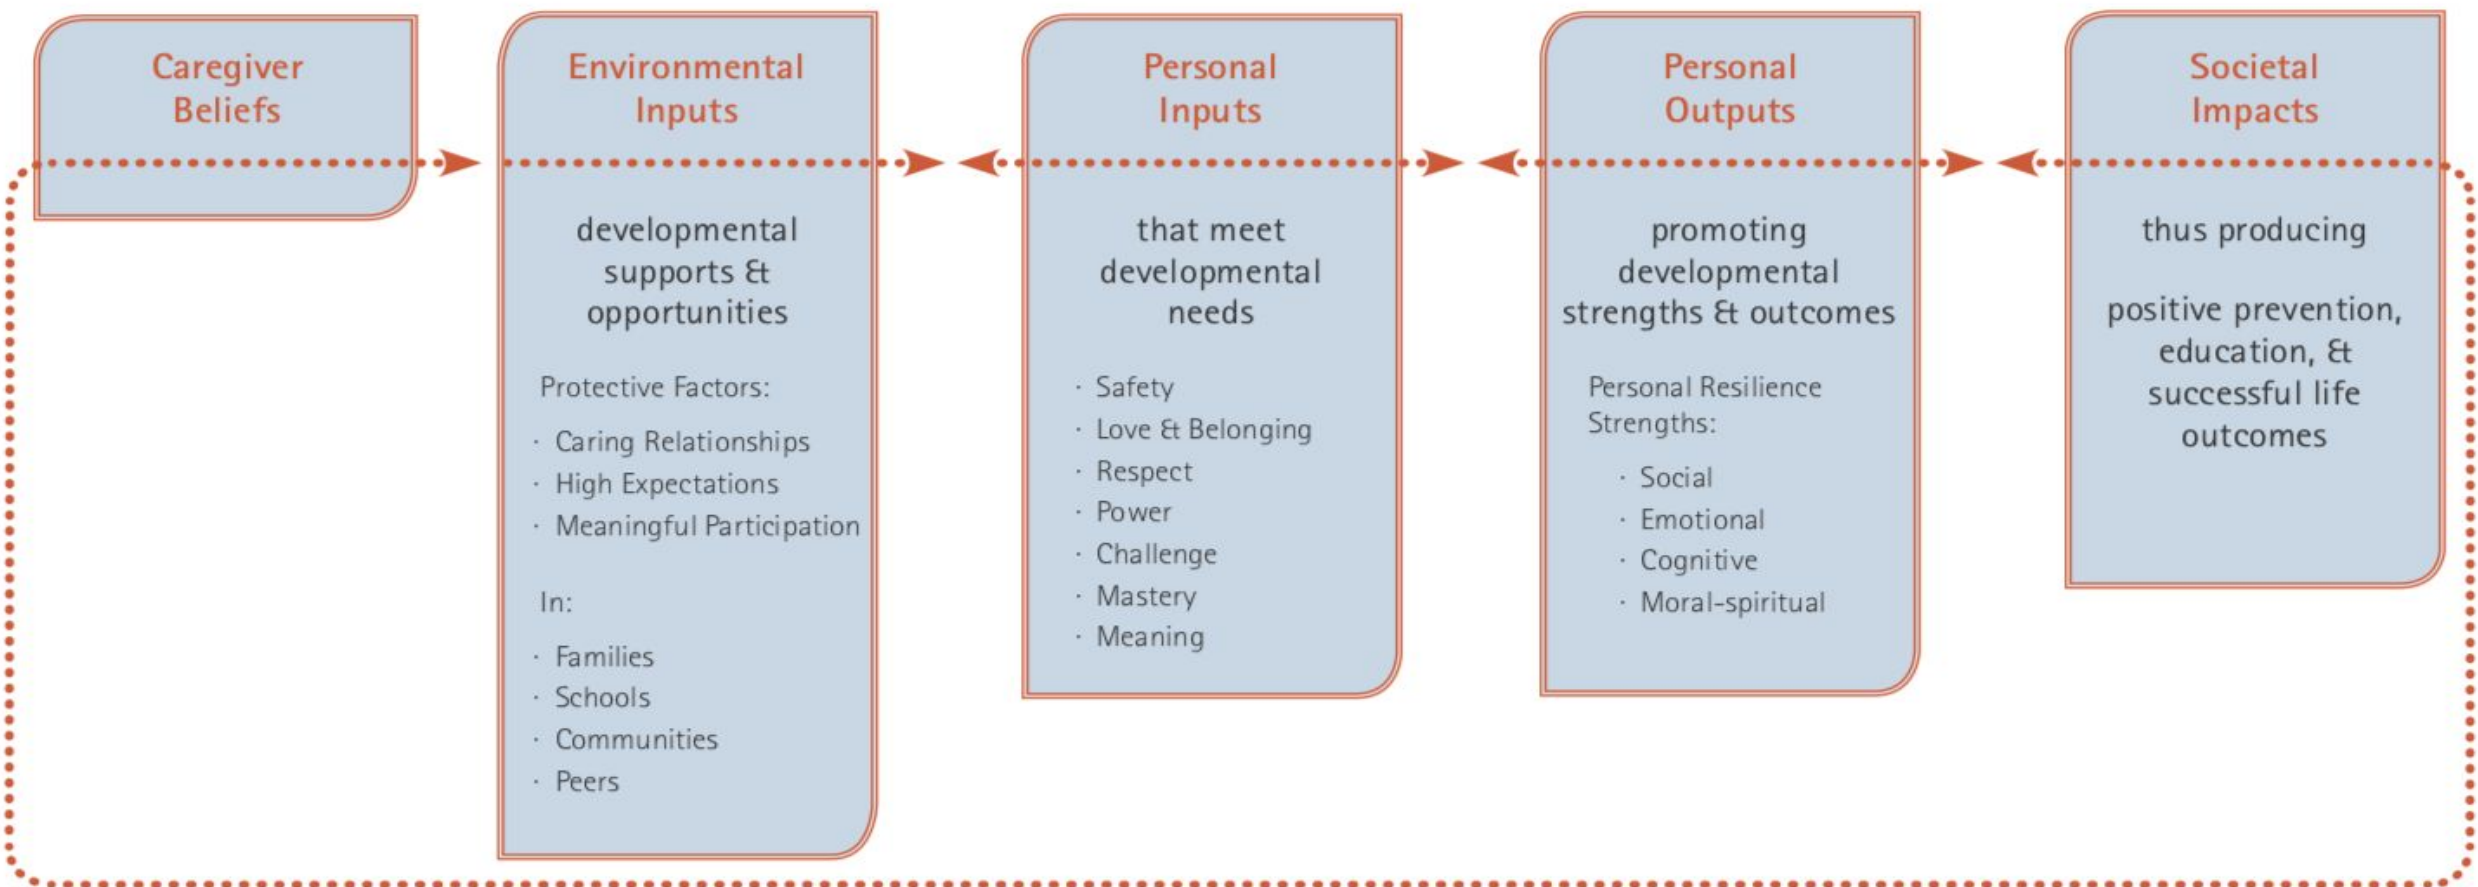 Caregiver
Beliefs
Environmental
Inputs
developmental
supports &
opportunities
Protective Factors:
· Caring Relationships
· High Expectations
· Meaningful Participation
In:
· Families
· Schools
· Communities
· Peers
Personal
Inputs
that meet
developmental
needs
· Safety
· Love & Belonging
· Respect
· Power
· Challenge
· Mastery
· Meaning
Personal
Outputs
promoting
developmental
strengths & outcomes
Personal Resilience
Strengths:
· Social
· Emotional
· Cognitive
· Moral-spiritual
Societal
Impacts
thus producing
positive prevention,
education, &
successful life
outcomes